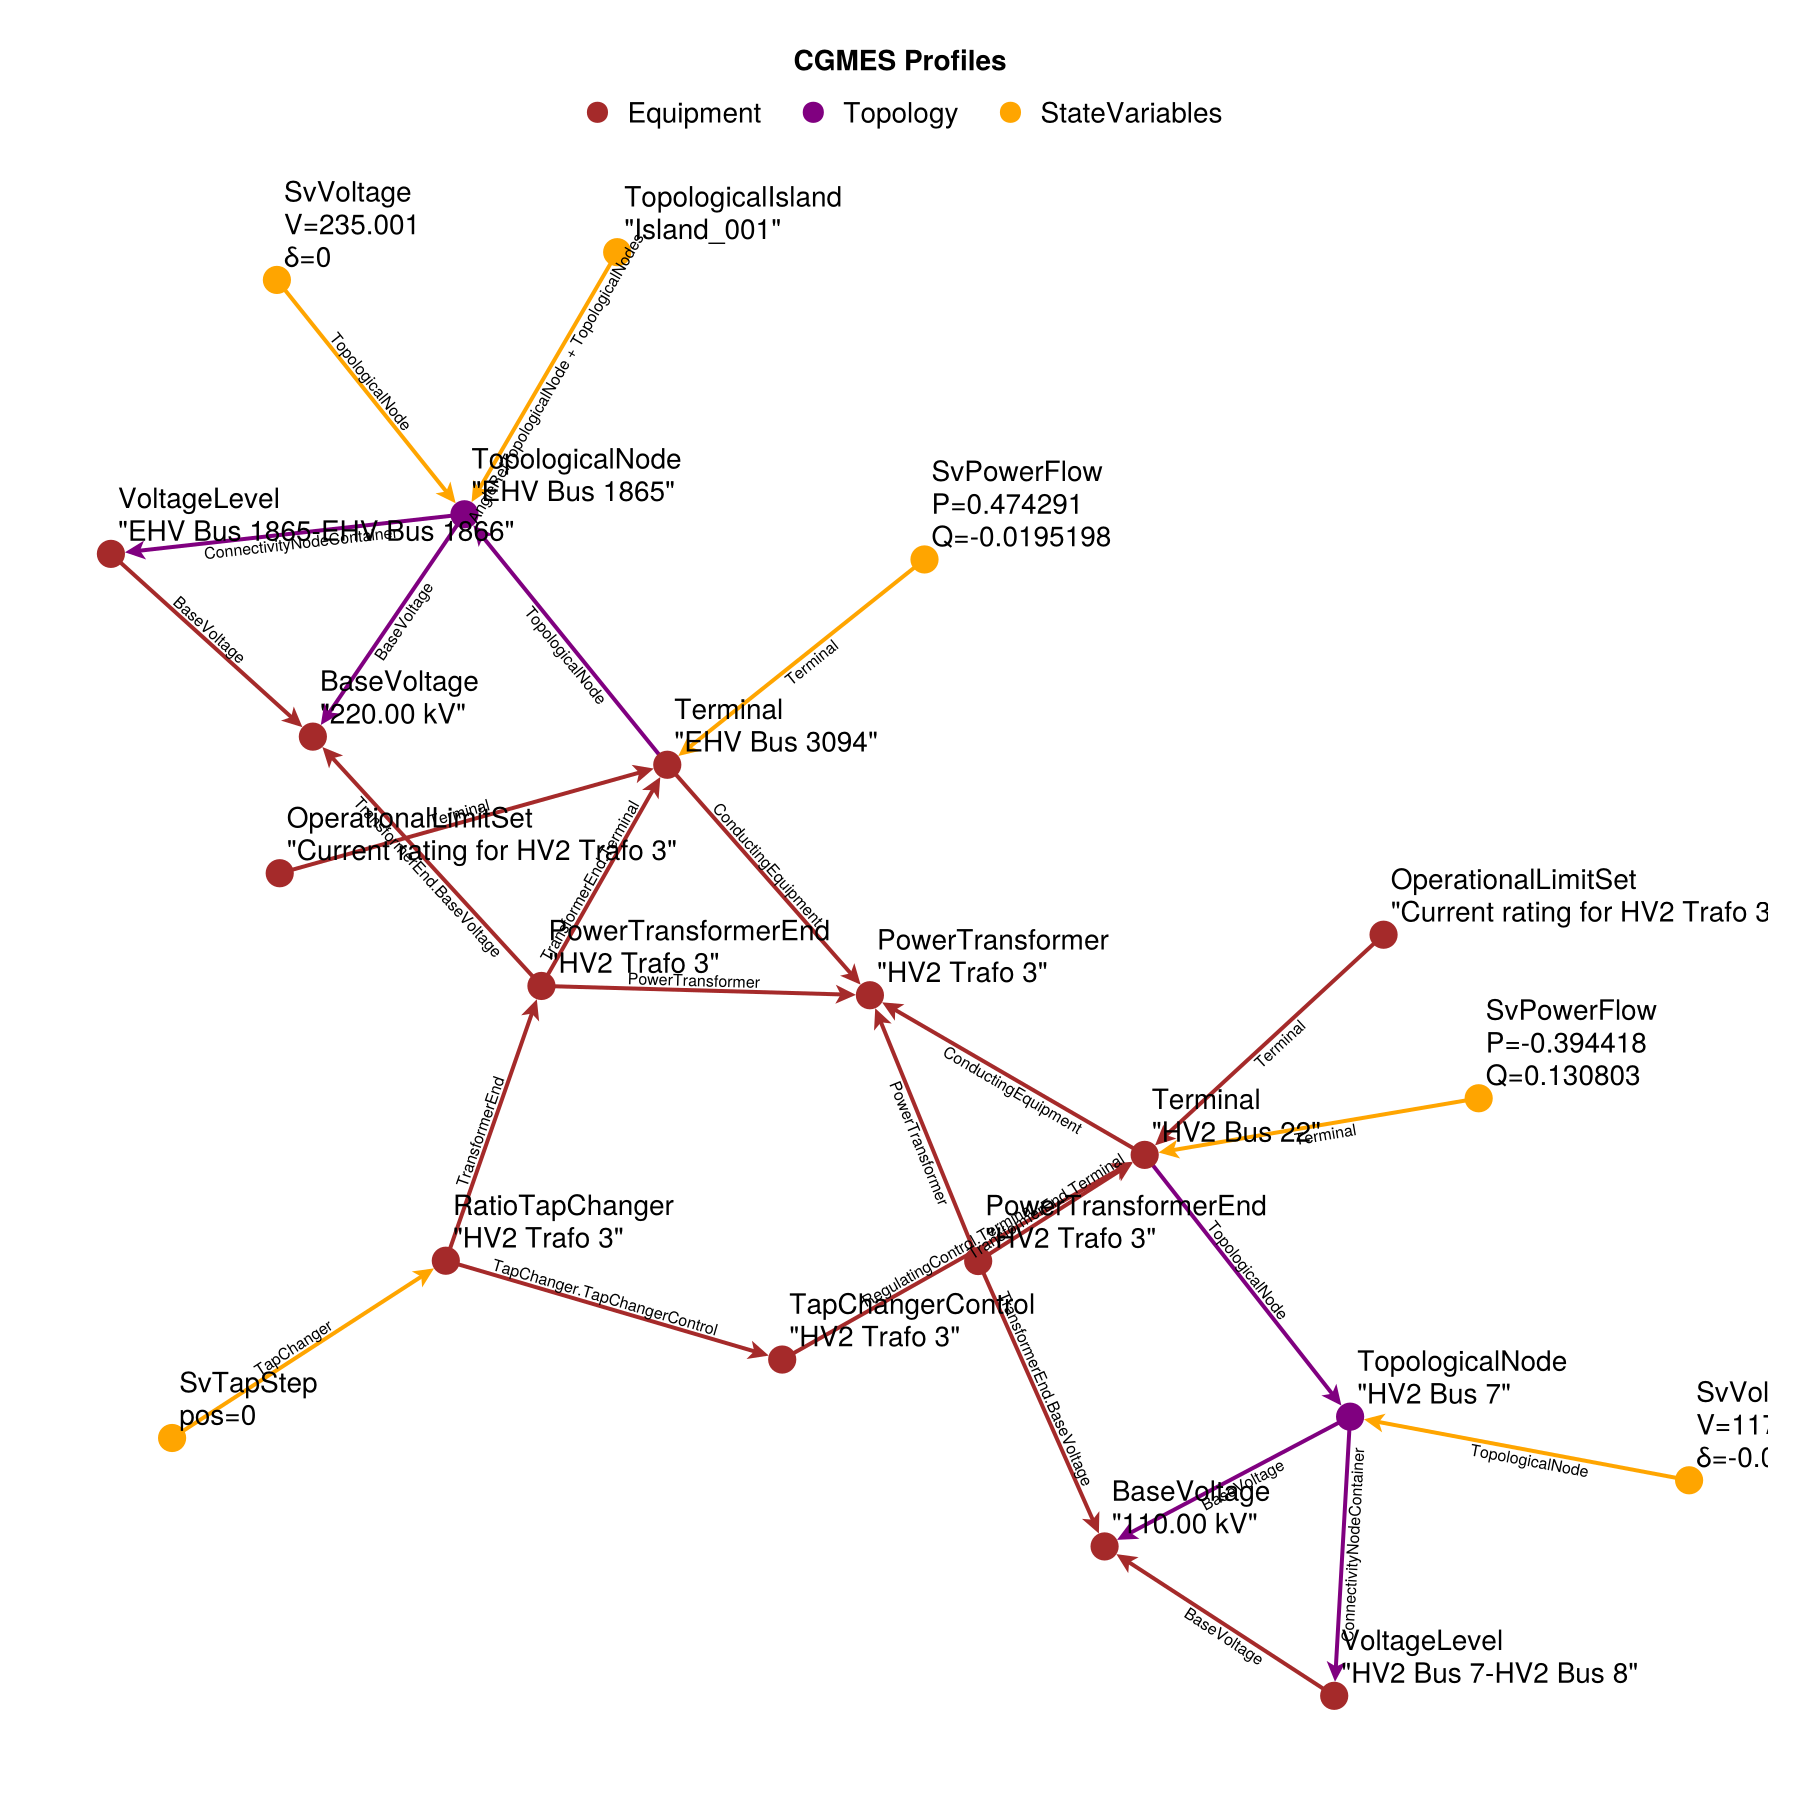 CGMES Profiles
Equipment
Topology
StateVariables
SvVoltage
V=235.001
δ=0
TopologicalIsland
"Island_001"
TopologicalNode
AngleRefTopologicalNode + TopologicalNodes
TopologicalNode
"EHV Bus 1865"
SvPowerFlow
P=0.474291
Q=-0.0195198
VoltageLevel
"EHV Bus 1865-EHV Bus 1866"
ConnectivityNodeContainer
BaseVoltage
BaseVoltage
TopologicalNode
Terminal
BaseVoltage
"220.00 kV"
Terminal
"EHV Bus 3094"
OperationalLimitSet
"Current rating for HV2 Trafo 3"
Terminal
TransformerEnd.BaseVoltage
TransformerEnd.Terminal
ConductingEquipment
OperationalLimitSet
"Current rating for HV2 Trafo 3
PowerTransformerEnd
"HV2 Trafo 3"
PowerTransformer
PowerTransformer
"HV2 Trafo 3"
SvPowerFlow
P=-0.394418
Q=0.130803
Terminal
ConductingEquipment
Terminal
"HV2 Bus 22"
Terminal
TransformerEnd
PowerTransformer
RatioTapChanger
"HV2 Trafo 3"
PowerTransformerEnd
"HV2 Trafo 3"
RegulatingControl.Terminal
TransformerEnd.Terminal
TopologicalNode
TapChanger.TapChangerControl
TapChangerControl
"HV2 Trafo 3"
TapChanger
SvTapStep
pos=0
TransformerEnd.BaseVoltage
TopologicalNode
"HV2 Bus 7"
SvVol
V=117
δ=-0.0
TopologicalNode
BaseVoltage
ConnectivityNodeContainer
BaseVoltage
"110.00 kV"
BaseVoltage
VoltageLevel
"HV2 Bus 7-HV2 Bus 8"